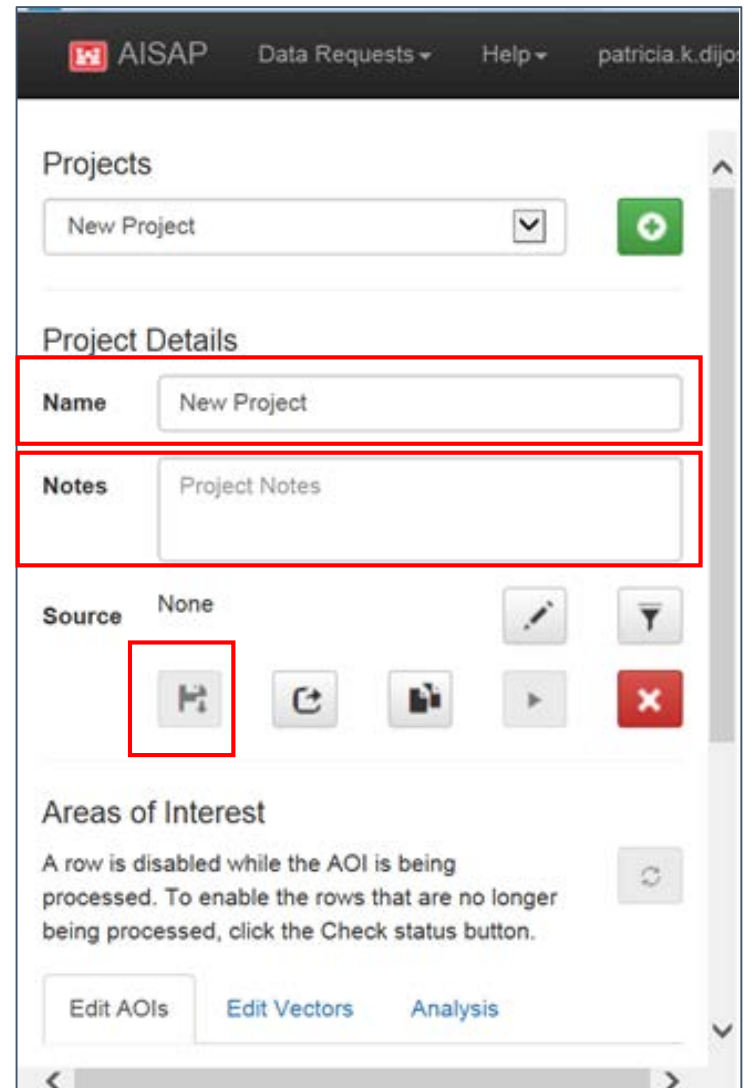 AISAP Data Requests Help patricia.k.dijos
Projects
New Project
Project Details
Name New Project
Notes Project Notes
Source None
Areas of Interest
A row is disabled while the AOI is being
processed. To enable the rows that are no longer
being processed, click the Check status button.
Edit AOIs Edit Vectors Analysis